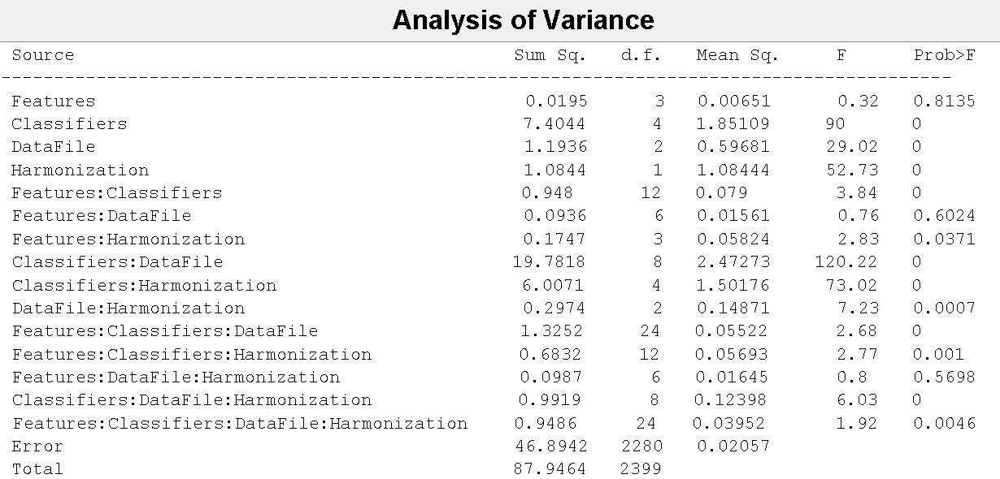 Analysis of Variance
Source Sum Sq. d.f. Mean Sq. F Prob>F
--------------------------------------------------------------------------------------------
Features 0.0195 3 0.00651 0.32 0.8135
Classifiers 7.4044 4 1.85109 90 0
DataFile 1.1936 2 0.59681 29.02 0
Harmonization 1.0844 1 1.08444 52.73 0
Features:Classifiers 0.948 12 0.079 3.84 0
Features:DataFile 0.0936 6 0.01561 0.76 0.6024
Features:Harmonization 0.1747 3 0.05824 2.83 0.0371
Classifiers:DataFile 19.7818 8 2.47273 120.22 0
Classifiers:Harmonization 6.0071 4 1.50176 73.02 0
DataFile:Harmonization 0.2974 2 0.14871 7.23 0.0007
Features:Classifiers:DataFile 1.3252 24 0.05522 2.68 0
Features:Classifiers:Harmonization 0.6832 12 0.05693 2.77 0.001
Features:DataFile:Harmonization 0.0987 6 0.01645 0.8 0.5698
Classifiers:DataFile:Harmonization 0.9919 8 0.12398 6.03 0
Features:Classifiers:DataFile:Harmonization 0.9486 24 0.03952 1.92 0.0046
Error 46.8942 2280 0.02057
Total 87.9464 2399